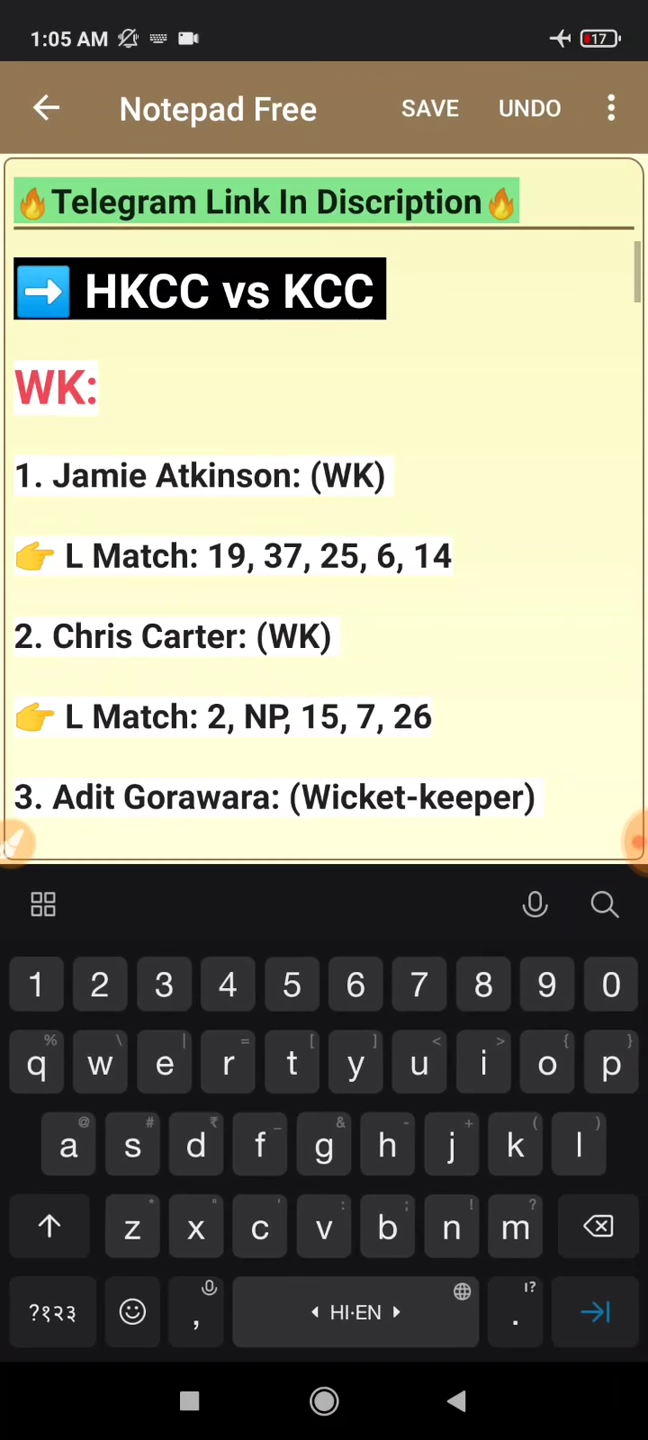 1:05 AM 17
Notepad Free SAVE UNDO
🔥Telegram Link In Discription🔥
➡️ HKCC vs KCC
WK:
1. Jamie Atkinson: (WK)
👉 L Match: 19, 37, 25, 6, 14
2. Chris Carter: (WK)
👉 L Match: 2, NP, 15, 7, 26
3. Adit Gorawara: (Wicket-keeper)
1 2 3 4 5 6 7 8 9 0
% \ | = [ ] < > { }
q w e r t y u i o p
@ # ₹ _ & - + ( )
a s d f g h j k l
* " ' : ; ! ?
z x c v b n m
?१२३ , HI·EN . !?